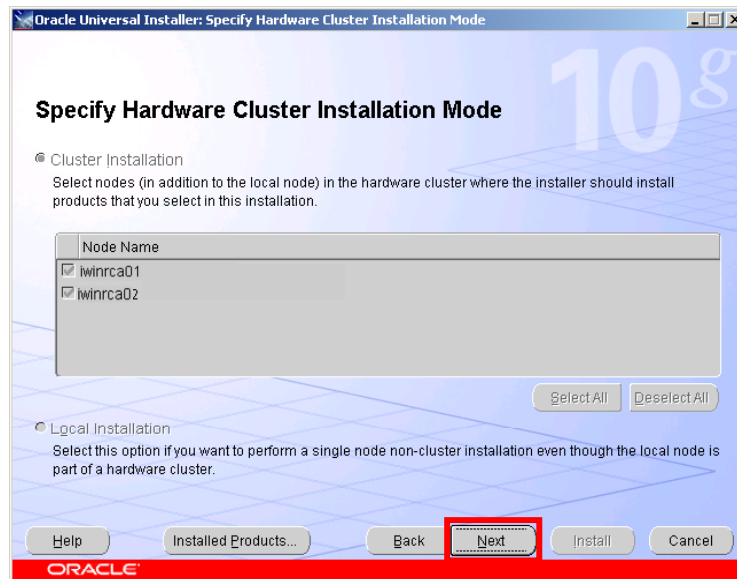 Oracle Universal Installer: Specify Hardware Cluster Installation Mode
10g
Specify Hardware Cluster Installation Mode
Cluster Installation
Select nodes (in addition to the local node) in the hardware cluster where the installer should install
products that you select in this installation.
Node Name
iwinrca01
iwinrca02
Select All Deselect All
Local Installation
Select this option if you want to perform a single node non-cluster installation even though the local node is
part of a hardware cluster.
Help Installed Products... Back Next Install Cancel
ORACLE